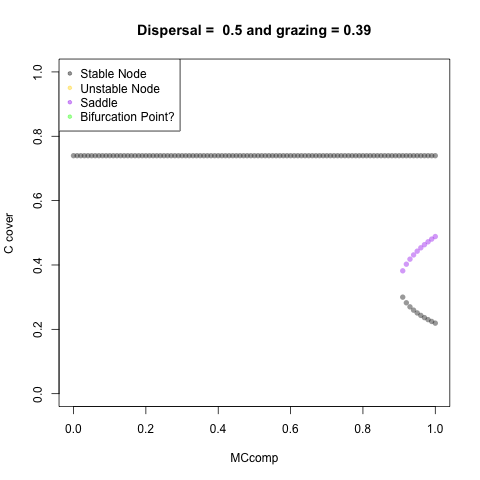 Dispersal =  0.5 and grazing = 0.39
Stable Node
Unstable Node
Saddle
Bifurcation Point?
C cover
1.0
0.8
0.6
0.4
0.2
0.0
0.0 0.2 0.4 0.6 0.8 1.0
MCcomp